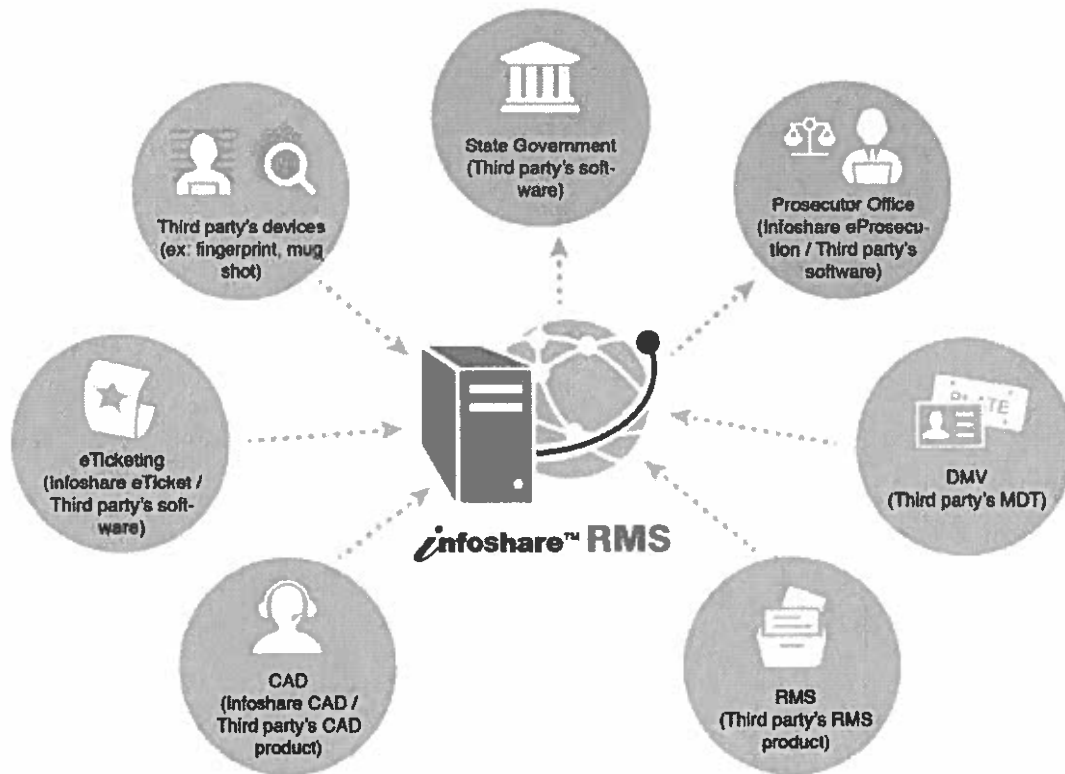 State Government
(Third party's soft-
ware)
Third party's devices
(ex: fingerprint, mug
shot)
Prosecutor Office
(Infoshare eProsecu-
tion / Third party's
software)
eTicketing
(Infoshare eTicket /
Third party's soft-
ware)
PLATE
DMV
(Third party's MDT)
infoshare™ RMS
CAD
(Infoshare CAD /
Third party's CAD
product)
RMS
(Third party's RMS
product)